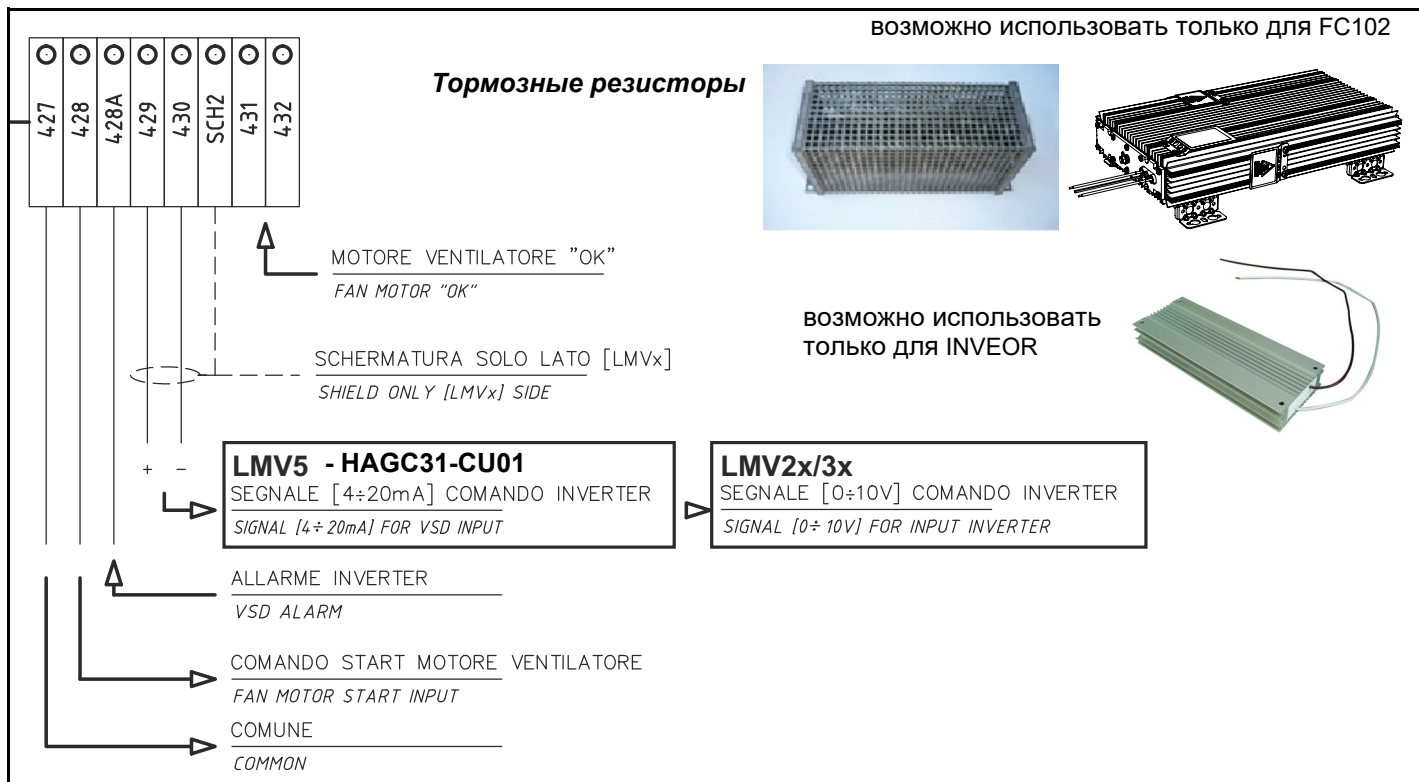 возможно использовать только для FC102
Тормозные резисторы
427
428
428A
429
430
SCH2
431
432
MOTORE VENTILATORE "OK"
FAN MOTOR "OK"
возможно использовать
только для INVEOR
SCHERMATURA SOLO LATO [LMVx]
SHIELD ONLY [LMVx] SIDE
+ −
LMV5 - HAGC31-CU01
SEGNALE [4÷20mA] COMANDO INVERTER
SIGNAL [4÷20mA] FOR VSD INPUT
LMV2x/3x
SEGNALE [0÷10V] COMANDO INVERTER
SIGNAL [0÷10V] FOR INPUT INVERTER
ALLARME INVERTER
VSD ALARM
COMANDO START MOTORE VENTILATORE
FAN MOTOR START INPUT
COMUNE
COMMON